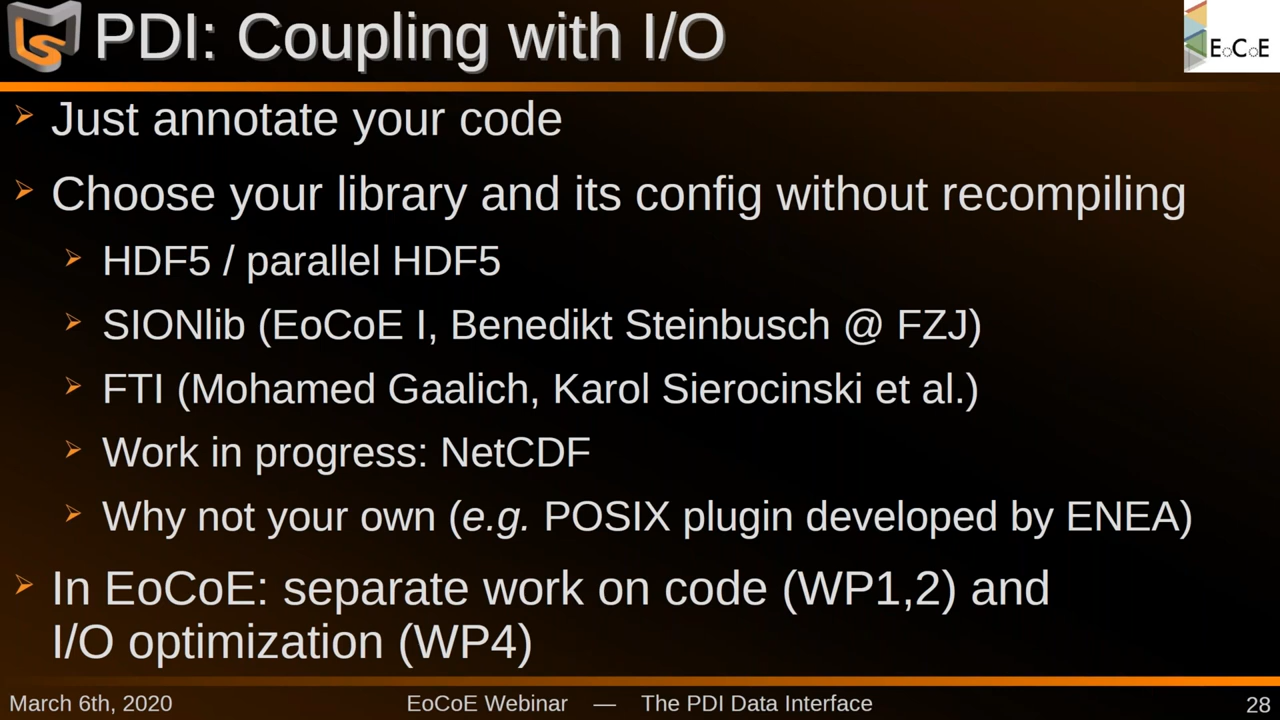 PDI: Coupling with I/O
EoCoE
Just annotate your code
Choose your library and its config without recompiling
HDF5 / parallel HDF5
SIONlib (EoCoE I, Benedikt Steinbusch @ FZJ)
FTI (Mohamed Gaalich, Karol Sierocinski et al.)
Work in progress: NetCDF
Why not your own (e.g. POSIX plugin developed by ENEA)
In EoCoE: separate work on code (WP1,2) and
I/O optimization (WP4)
March 6th, 2020 EoCoE Webinar — The PDI Data Interface 28